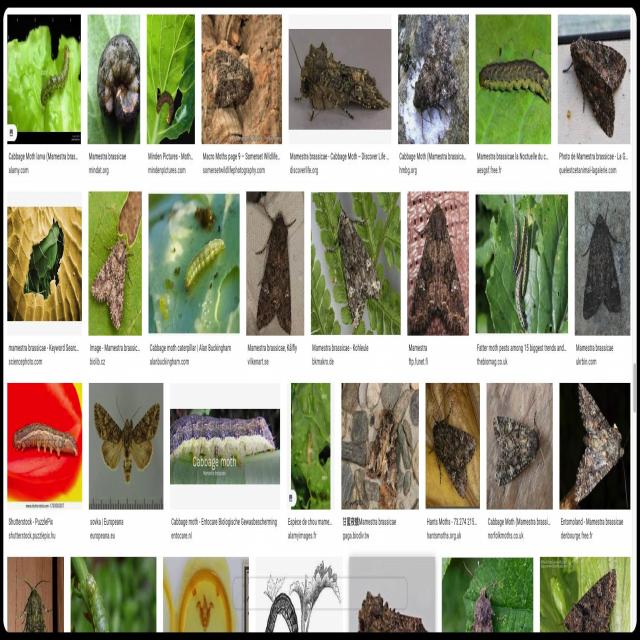 Cabbage Moth larva (Mamestra bras...
alamy.com
Mamestra brassicae
mindat.org
Minden Pictures - Moth...
mindenpictures.com
Macro Moths page 9 – Somerset Wildlife...
somersetwildlifephotography.com
Mamestra brassicae - Cabbage Moth -- Discover Life ...
discoverlife.org
Cabbage Moth (Mamestra brassica...
hmbg.org
Mamestra brassicae la Noctuelle du c...
aesgsf.free.fr
Photo de Mamestra brassicae - La G...
quelestcetanimal-lagalerie.com
mamestra brassicae - Keyword Searc...
sciencephoto.com
Image - Mamestra brassic...
biolib.cz
Cabbage moth caterpillar | Alan Buckingham
alanbuckingham.com
Mamestra brassicae, Kålfly
vilkenart.se
Mamestra brassicae - Kohleule
bkmakro.de
Mamestra
ftp.funet.fi
Fatter moth pests among 15 biggest trends and...
thebiomag.co.uk
Mamestra brassicae
ukrbin.com
Cabbage moth
Shutterstock - PuzzlePix
shutterstock.puzzlepix.hu
sovka | Europeana
europeana.eu
Cabbage moth - Entocare Biologische Gewasbescherming
entocare.nl
Espèce de chou mame...
alamyimages.fr
Mamestra brassicae
gaga.biodiv.tw
Hants Moths - 73.274 215...
hantsmoths.org.uk
Cabbage Moth (Mamestra brassi...
norfolkmoths.co.uk
Entomoland - Mamestra brassicae
denbourge.free.fr